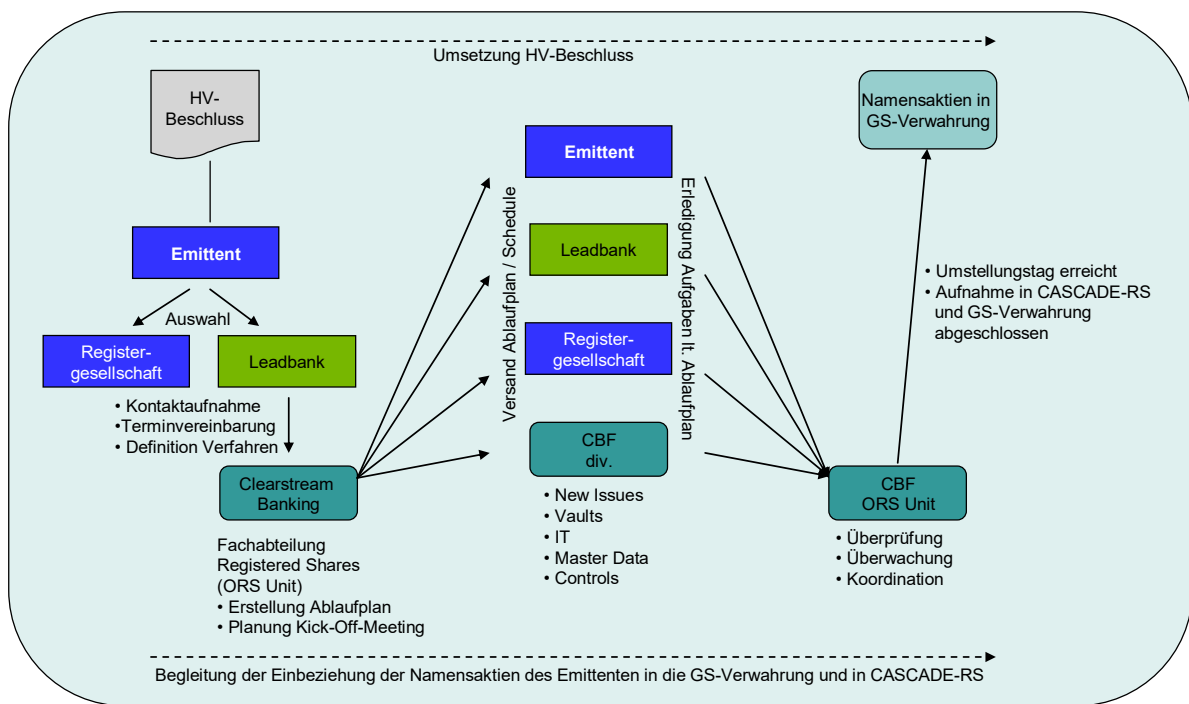 Umsetzung HV-Beschluss
HV-
Beschluss
Emittent
Auswahl
Register-
gesellschaft
Leadbank
• Kontaktaufnahme
•Terminvereinbarung
• Definition Verfahren
Clearstream
Banking
Fachabteilung
Registered Shares
(ORS Unit)
• Erstellung Ablaufplan
• Planung Kick-Off-Meeting
Versand Ablaufplan / Schedule
Emittent
Leadbank
Register-
gesellschaft
CBF
div.
• New Issues
• Vaults
• IT
• Master Data
• Controls
Erledigung Aufgaben lt. Ablaufplan
Namensaktien in
GS-Verwahrung
• Umstellungstag erreicht
• Aufnahme in CASCADE-RS
und GS-Verwahrung
abgeschlossen
CBF
ORS Unit
• Überprüfung
• Überwachung
• Koordination
Begleitung der Einbeziehung der Namensaktien des Emittenten in die GS-Verwahrung und in CASCADE-RS